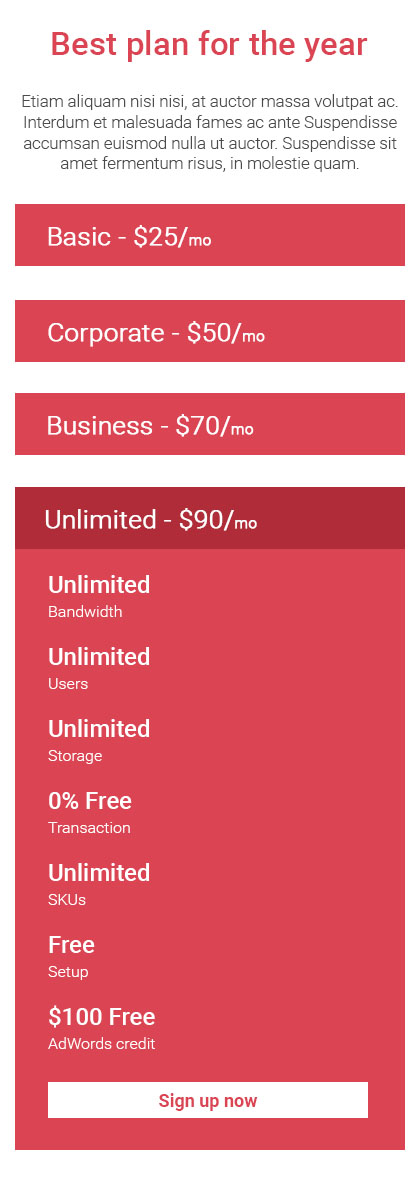 Best plan for the year
Etiam aliquam nisi nisi, at auctor massa volutpat ac.
Interdum et malesuada fames ac ante Suspendisse
accumsan euismod nulla ut auctor. Suspendisse sit
amet fermentum risus, in molestie quam.
Basic - $25/mo
Corporate - $50/mo
Business - $70/mo
Unlimited - $90/mo
Unlimited
Bandwidth
Unlimited
Users
Unlimited
Storage
0% Free
Transaction
Unlimited
SKUs
Free
Setup
$100 Free
AdWords credit
Sign up now